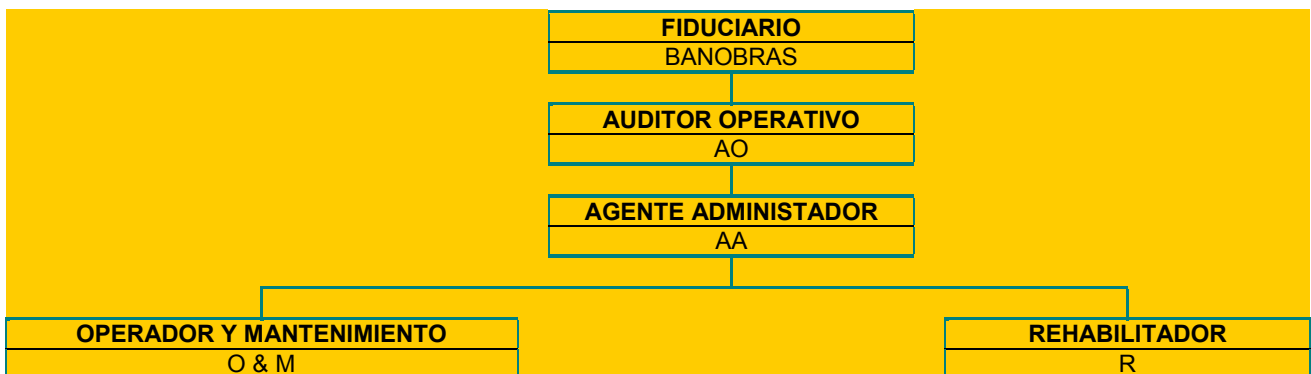 FIDUCIARIO
BANOBRAS
AUDITOR OPERATIVO
AO
AGENTE ADMINISTADOR
AA
OPERADOR Y MANTENIMIENTO
O & M
REHABILITADOR
R